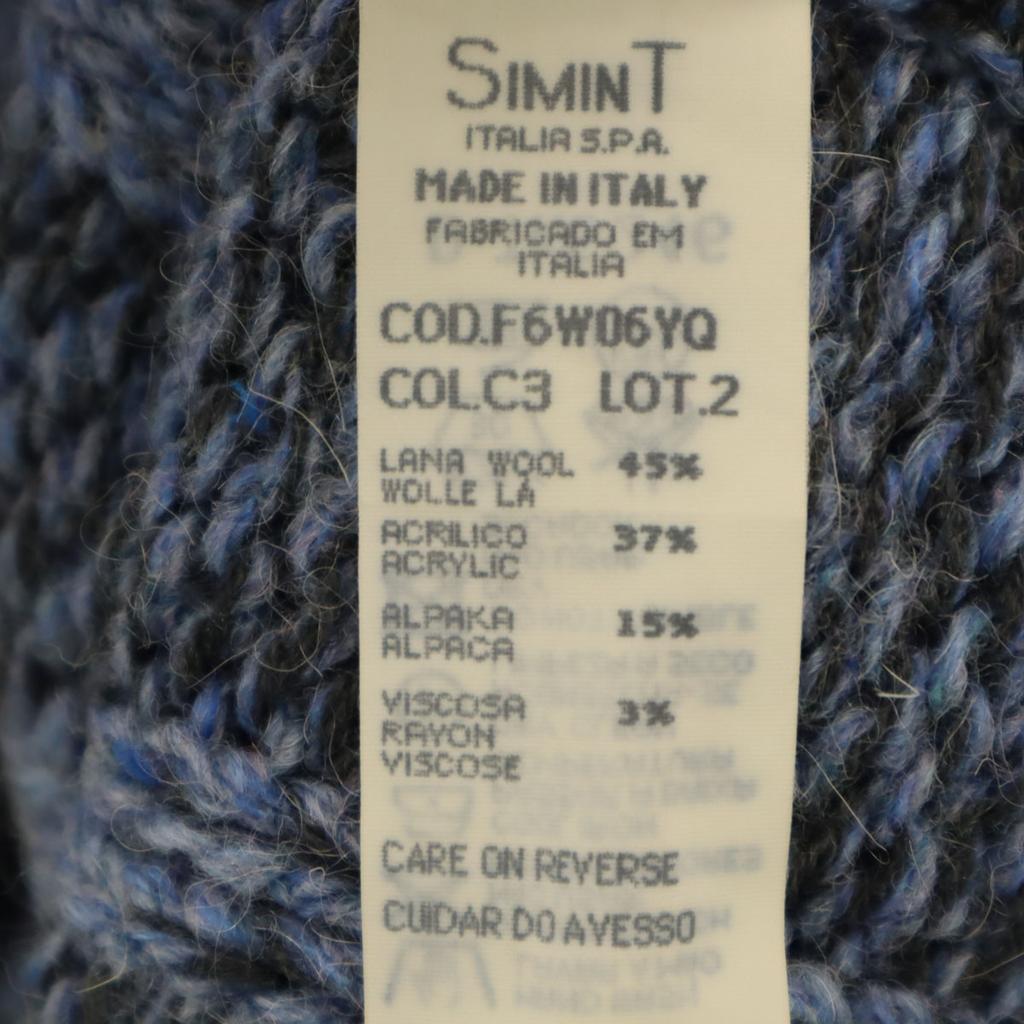 SIMINT
ITALIA S.P.A.
MADE IN ITALY
FABRICADO EM
ITALIA
COD.F6W06YQ
COL.C3 LOT.2
LANA WOOL 45%
WOLLE LÁ
ACRILICO 37%
ACRYLIC
ALPAKA 15%
ALPACA
VISCOSA 3%
RAYON
VISCOSE
CARE ON REVERSE
CUIDAR DO AVESSO